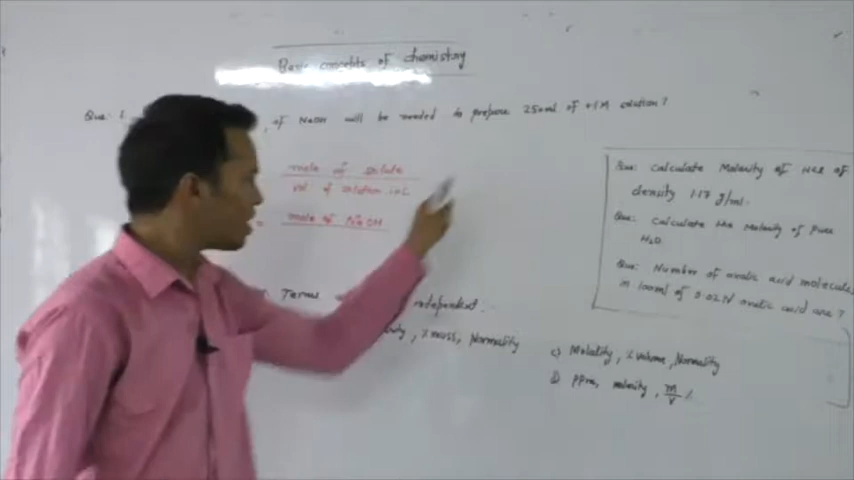 Basic concepts of chemistry
Que: 1
of NaOH will be needed to prepare 250ml of 0.1M solution?
mole of solute
vol of solution in L
= mole of NaOH
Terms
independent.
, % mass, Normality
c) Molality, % volume, Normality
d) PPm, molarity, m/v %
Que: Calculate Molarity of HCl of
density 1.17 g/ml.
Que: Calculate the molarity of Pure
H2O
Que: Number of oxalic acid molecules
in 100ml of 0.02N oxalic acid are?